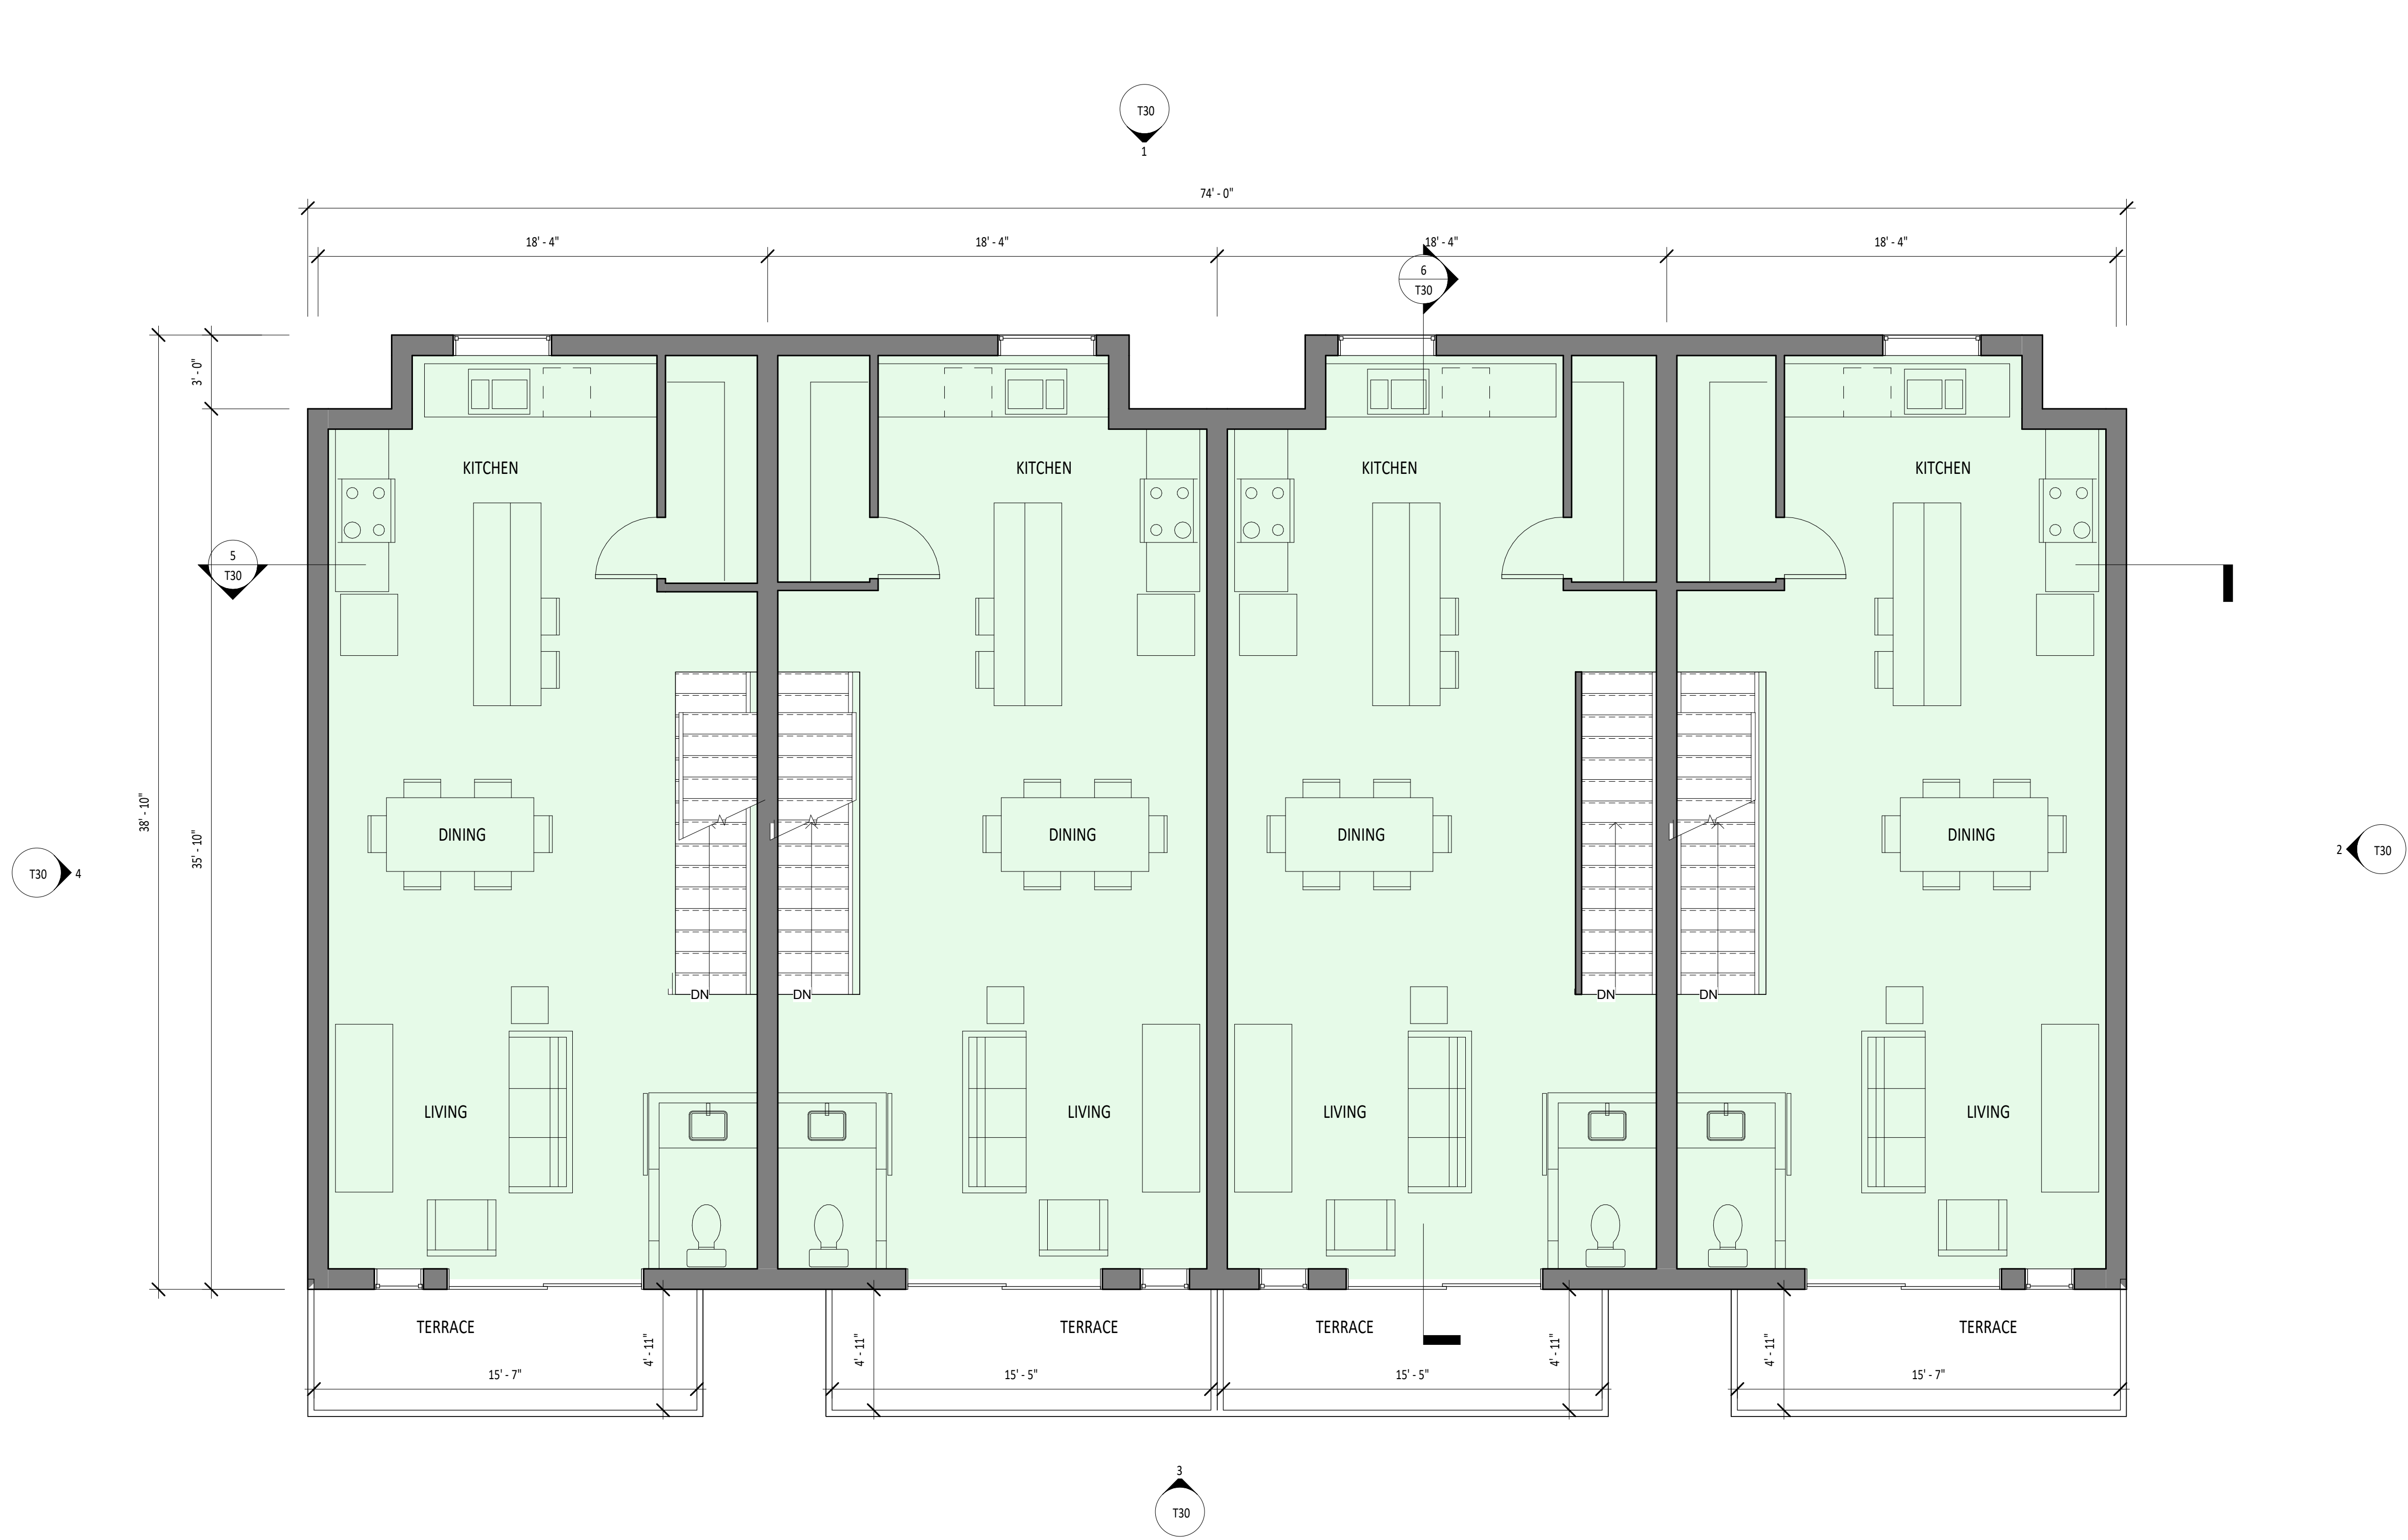 T30
1
74' - 0"
18' - 4"
18' - 4"
18' - 4"
18' - 4"
6
T30
3' - 0"
KITCHEN
KITCHEN
KITCHEN
KITCHEN
5
T30
38' - 10"
35' - 10"
DINING
DINING
DINING
DINING
T30
4
2
T30
DN
DN
DN
DN
LIVING
LIVING
LIVING
LIVING
TERRACE
TERRACE
TERRACE
TERRACE
4' - 11"
4' - 11"
4' - 11"
4' - 11"
15' - 7"
15' - 5"
15' - 5"
15' - 7"
3
T30